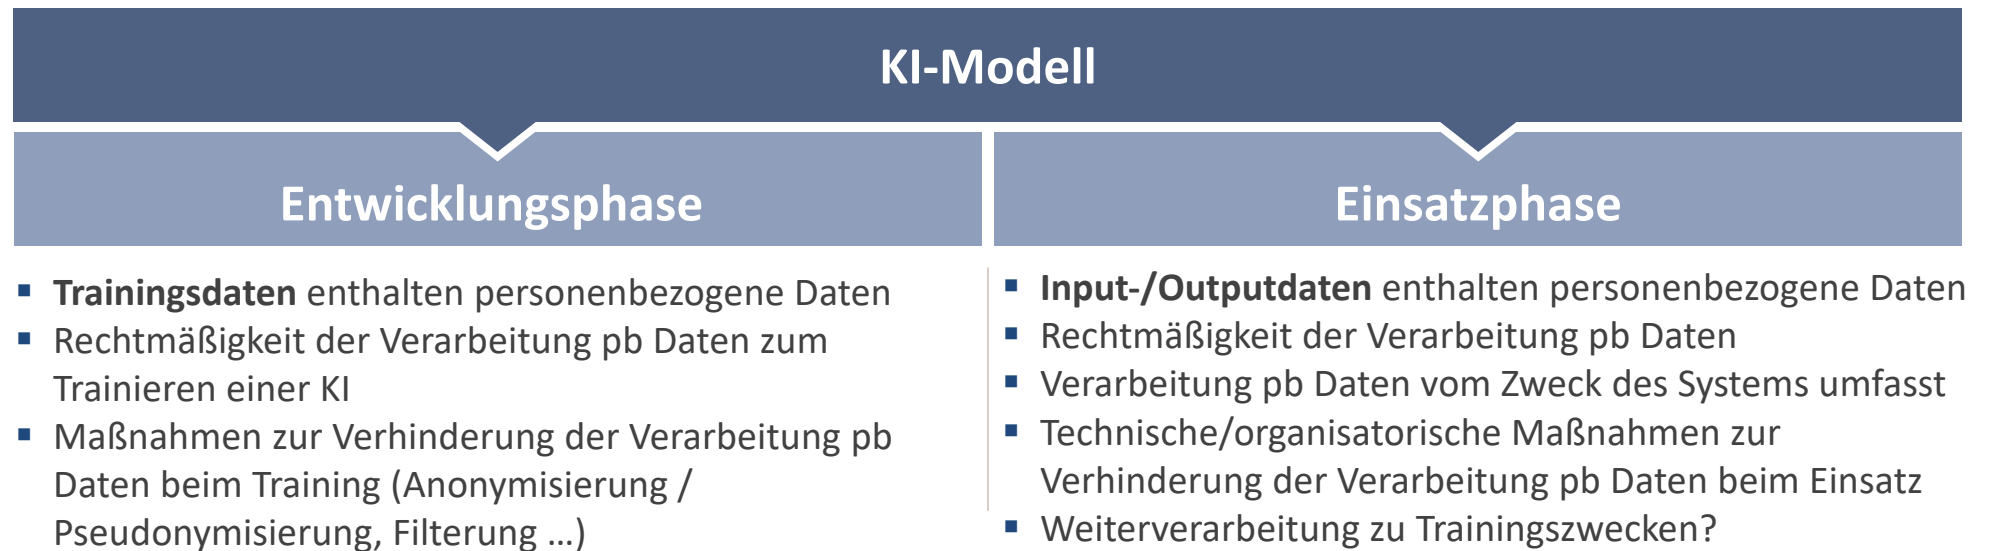 KI-Modell
Entwicklungsphase
▪ Trainingsdaten enthalten personenbezogene Daten
▪ Rechtmäßigkeit der Verarbeitung pb Daten zum
Trainieren einer KI
▪ Maßnahmen zur Verhinderung der Verarbeitung pb
Daten beim Training (Anonymisierung /
Pseudonymisierung, Filterung …)
Einsatzphase
▪ Input-/Outputdaten enthalten personenbezogene Daten
▪ Rechtmäßigkeit der Verarbeitung pb Daten
▪ Verarbeitung pb Daten vom Zweck des Systems umfasst
▪ Technische/organisatorische Maßnahmen zur
Verhinderung der Verarbeitung pb Daten beim Einsatz
▪ Weiterverarbeitung zu Trainingszwecken?